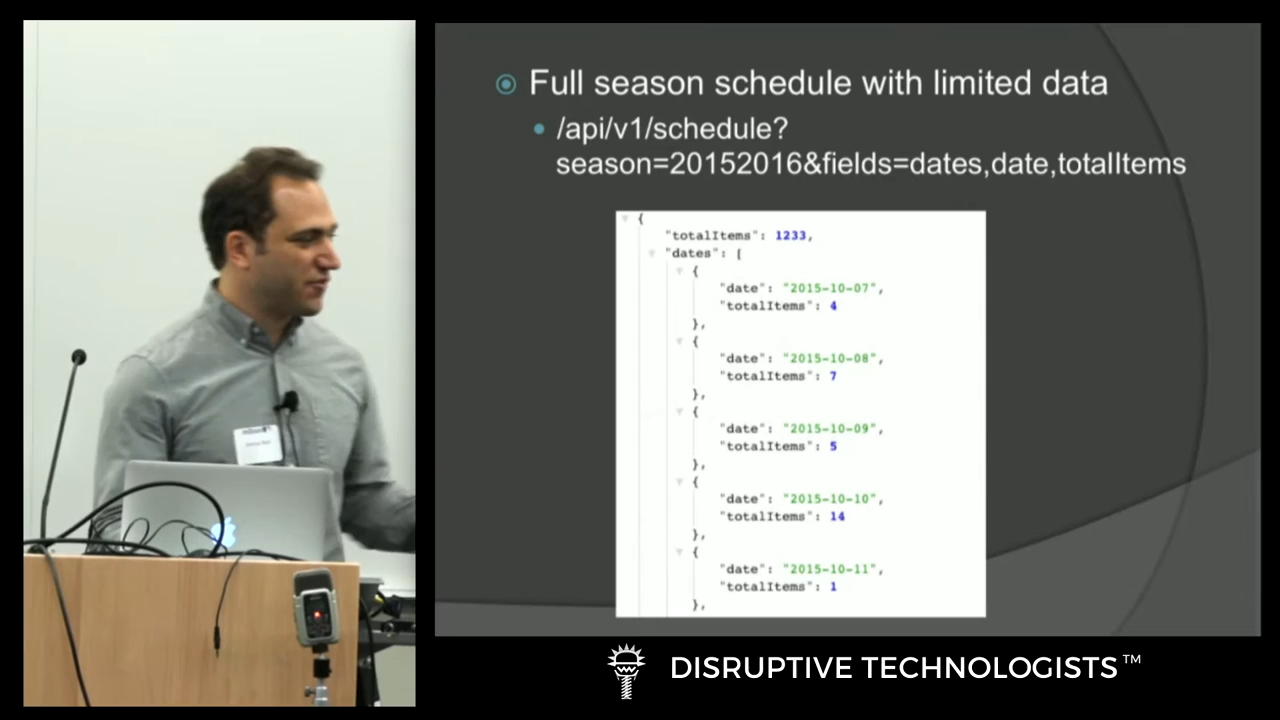 Full season schedule with limited data
/api/v1/schedule?
season=20152016&fields=dates,date,totalItems
{
"totalItems": 1233,
"dates": [
{
"date": "2015-10-07",
"totalItems": 4
},
{
"date": "2015-10-08",
"totalItems": 7
},
{
"date": "2015-10-09",
"totalItems": 5
},
{
"date": "2015-10-10",
"totalItems": 14
},
{
"date": "2015-10-11",
"totalItems": 1
},
DISRUPTIVE TECHNOLOGISTS™